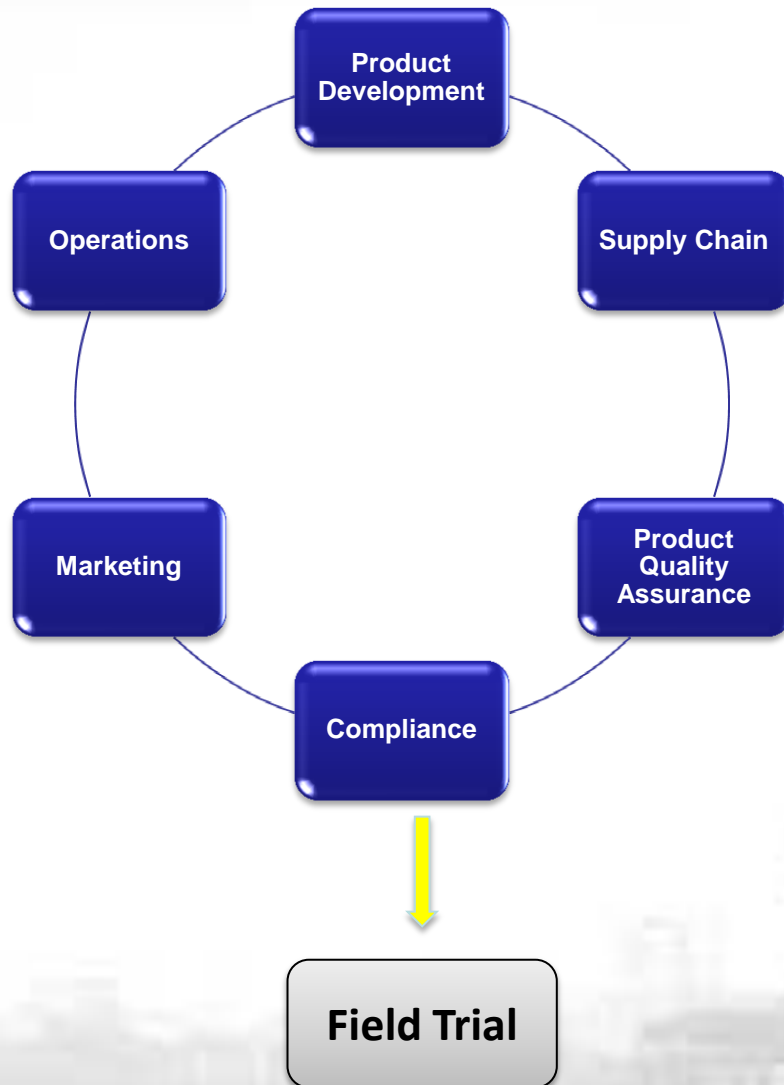 Product
Development
Operations
Supply Chain
Marketing
Product
Quality
Assurance
Compliance
Field Trial